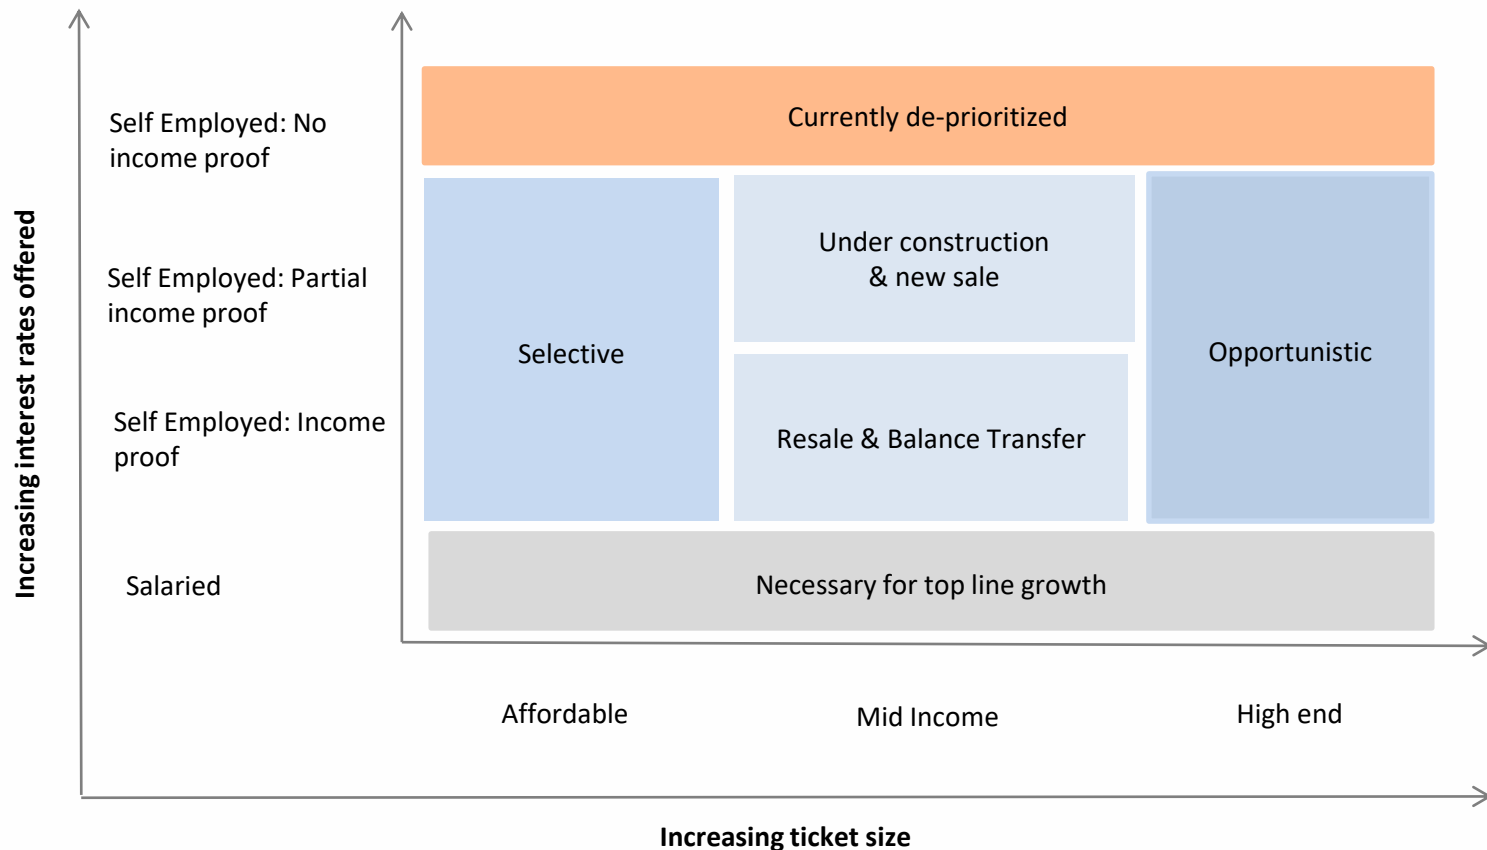 Increasing interest rates offered
Self Employed: No
income proof
Currently de-prioritized
Self Employed: Partial
income proof
Self Employed: Income
proof
Salaried
Selective
Under construction
& new sale
Resale & Balance Transfer
Opportunistic
Necessary for top line growth
Affordable
Mid Income
High end
Increasing ticket size